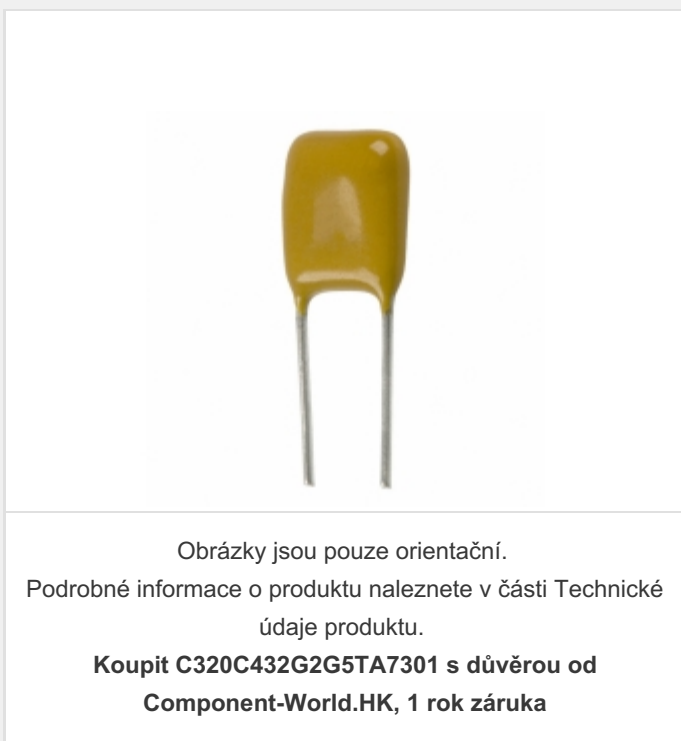 Obrázky jsou pouze orientační.
Podrobné informace o produktu naleznete v části Technické
údaje produktu.
Koupit C320C432G2G5TA7301 s důvěrou od
Component-World.HK, 1 rok záruka